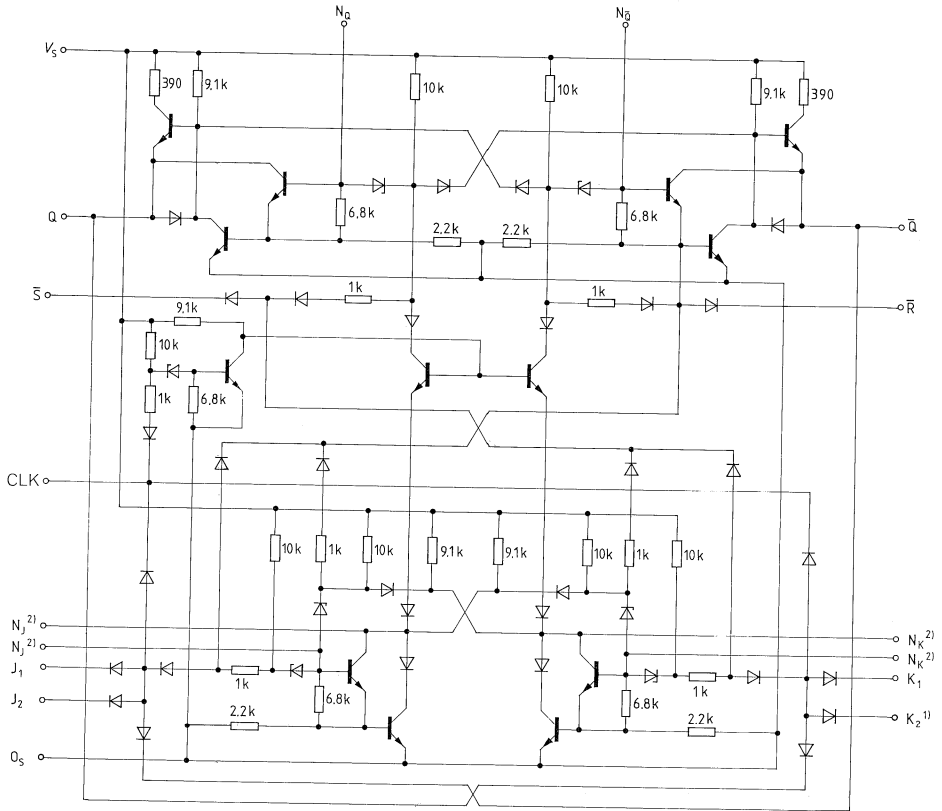 N_Q N_Q̅
V_S
390 9,1k 10k 10k 9,1k 390
6,8k 6,8k
Q Q̅
2,2k 2.2k
S̅ 1k 1k R̅
9,1k
10k
1k 6,8k
CLK
10k 1k 10k 9,1k 9,1k 10k 1k 10k
N_J 2) N_K 2)
N_J 2) N_K 2)
J_1 1k 1k K_1
6,8k 6,8k
J_2 2.2k 2.2k K_2 1)
O_S